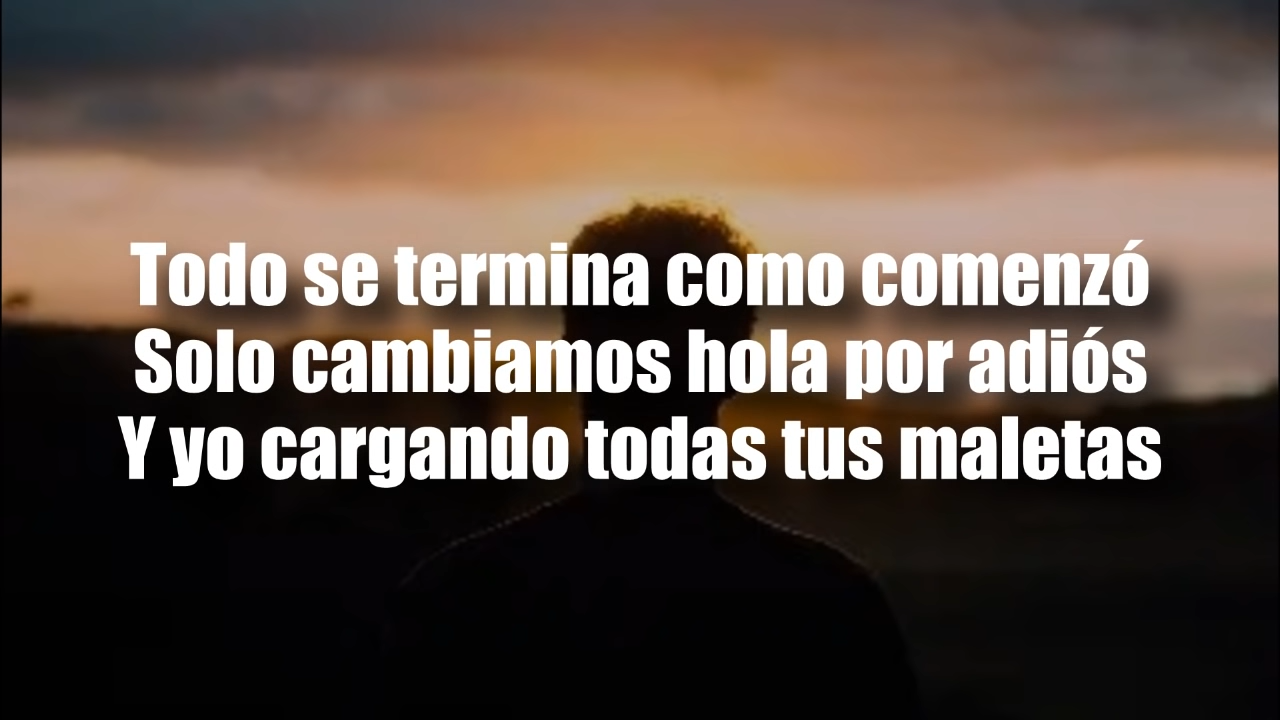 Todo se termina como comenzó
Solo cambiamos hola por adiós
Y yo cargando todas tus maletas